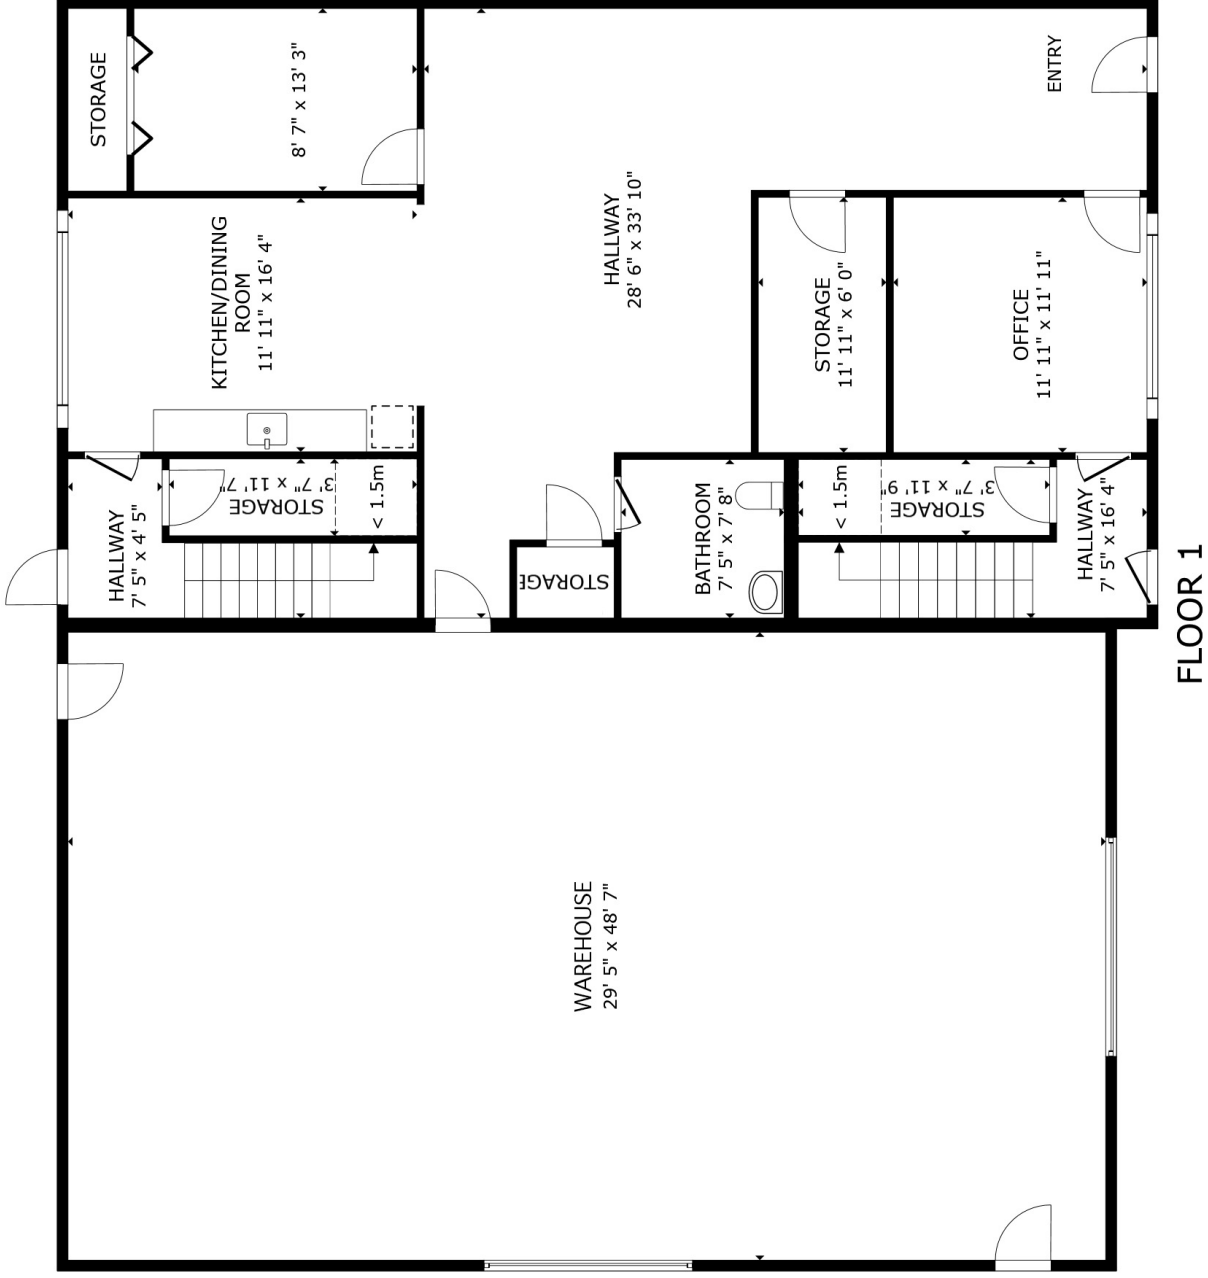 STORAGE
8' 7" x 13' 3"
ENTRY
KITCHEN/DINING
ROOM
11' 11" x 16' 4"
HALLWAY
28' 6" x 33' 10"
STORAGE
11' 11" x 6' 0"
OFFICE
11' 11" x 11' 11"
HALLWAY
7' 5" x 4' 5"
STORAGE
3' 7" x 11' 7"
< 1.5m
STORAGE
BATHROOM
7' 5" x 7' 8"
< 1.5m
STORAGE
3' 7" x 11' 9"
HALLWAY
7' 5" x 16' 4"
WAREHOUSE
29' 5" x 48' 7"
FLOOR 1